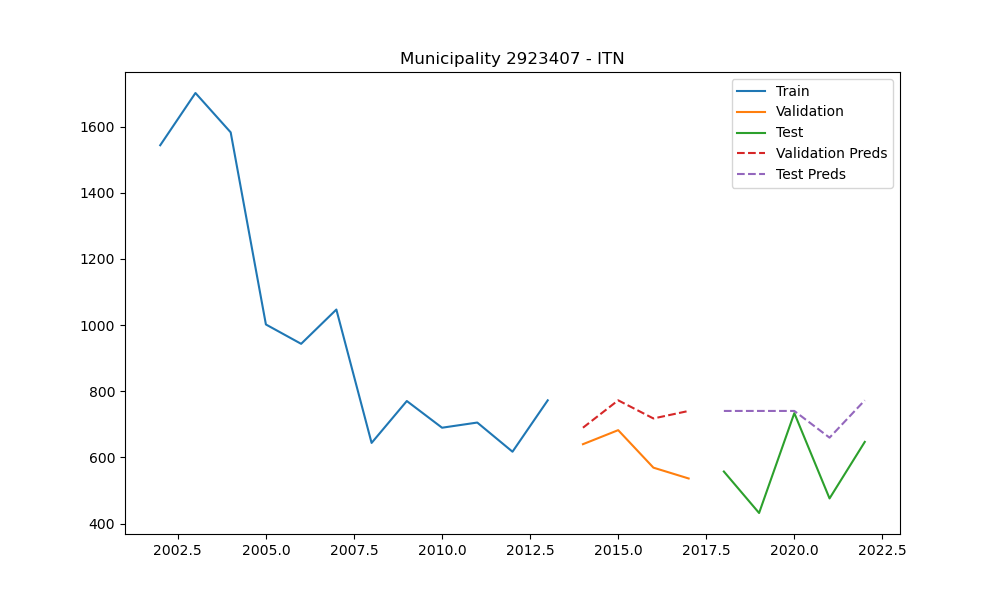 Municipality 2923407 - ITN
Train
Validation
Test
Validation Preds
Test Preds
1600
1400
1200
1000
800
600
400
2002.5 2005.0 2007.5 2010.0 2012.5 2015.0 2017.5 2020.0 2022.5